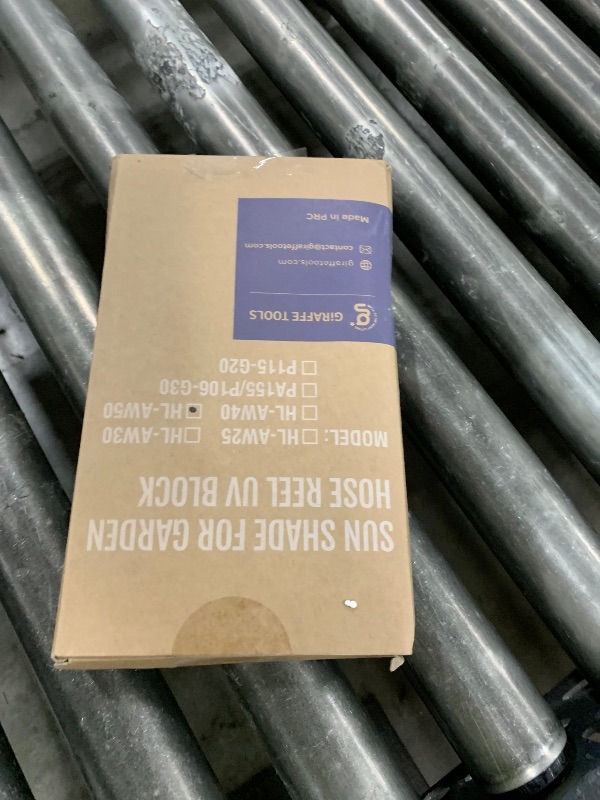 SUN SHADE FOR GARDEN
HOSE REEL UV BLOCK
MODEL: HL-AW25 HL-AW30
HL-AW40 HL-AW50
PA155/P106-G30
P115-G20
g GiRAFFE TOOLS
giraffetools.com
contact@giraffetools.com
Made in PRC